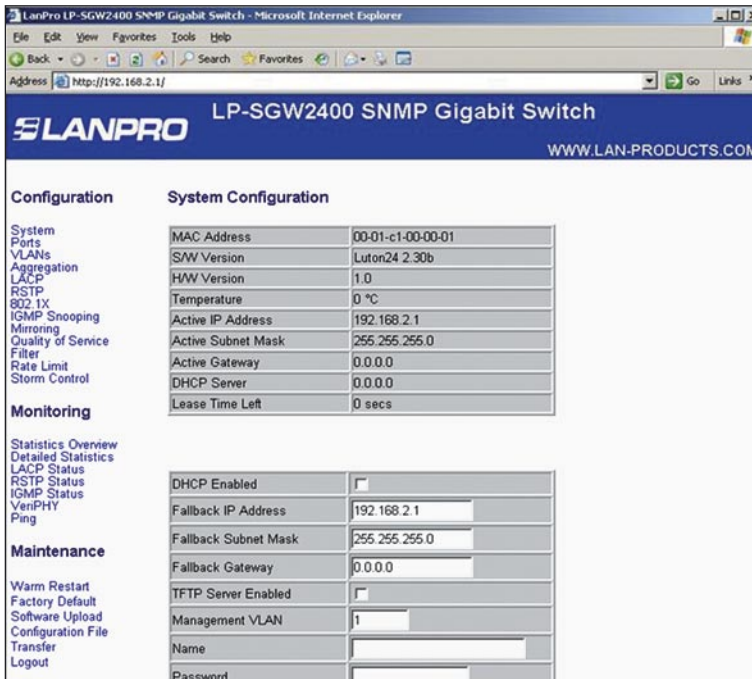 LanPro LP-SGW2400 SNMP Gigabit Switch - Microsoft Internet Explorer
File Edit View Favorites Tools Help
Back Search Favorites
Address http://192.168.2.1/ Go Links
LANPRO
LP-SGW2400 SNMP Gigabit Switch
WWW.LAN-PRODUCTS.COM
Configuration
System
Ports
VLANs
Aggregation
LACP
RSTP
802.1X
IGMP Snooping
Mirroring
Quality of Service
Filter
Rate Limit
Storm Control
Monitoring
Statistics Overview
Detailed Statistics
LACP Status
RSTP Status
IGMP Status
VeriPHY
Ping
Maintenance
Warm Restart
Factory Default
Software Upload
Configuration File
Transfer
Logout
System Configuration
MAC Address 00-01-c1-00-00-01
S/W Version Luton24 2.30b
H/W Version 1.0
Temperature 0 °C
Active IP Address 192.168.2.1
Active Subnet Mask 255.255.255.0
Active Gateway 0.0.0.0
DHCP Server 0.0.0.0
Lease Time Left 0 secs
DHCP Enabled
Fallback IP Address 192.168.2.1
Fallback Subnet Mask 255.255.255.0
Fallback Gateway 0.0.0.0
TFTP Server Enabled
Management VLAN 1
Name
Password